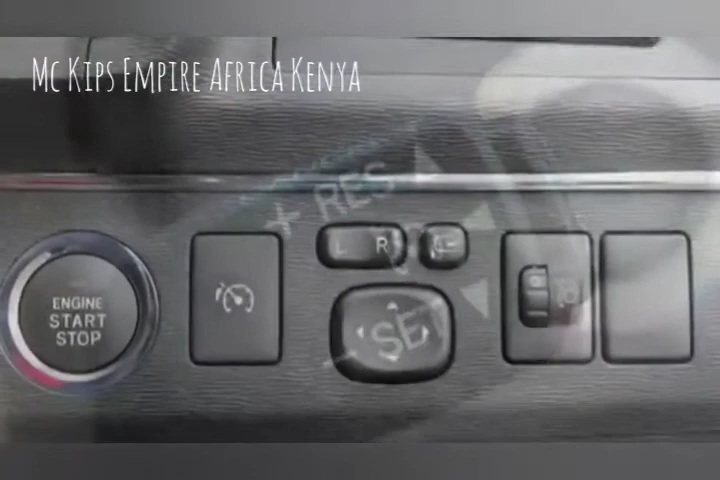 Mc Kips Empire Africa Kenya
+ RES
L R
ENGINE
START
STOP
- SET